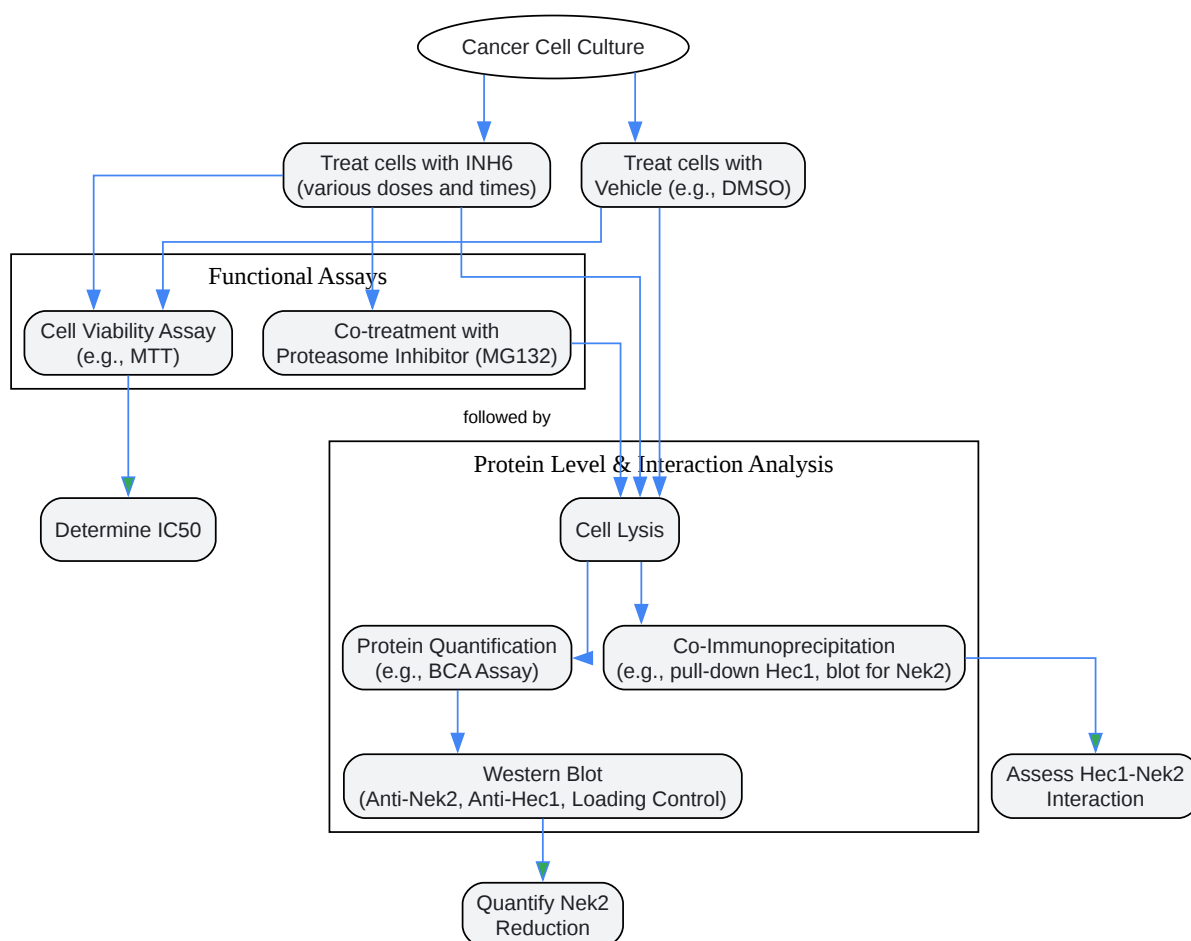 Cancer Cell Culture
Treat cells with INH6
(various doses and times)
Treat cells with
Vehicle (e.g., DMSO)
Functional Assays
Cell Viability Assay
(e.g., MTT)
Co-treatment with
Proteasome Inhibitor (MG132)
followed by
Protein Level & Interaction Analysis
Determine IC50
Cell Lysis
Protein Quantification
(e.g., BCA Assay)
Co-Immunoprecipitation
(e.g., pull-down Hec1, blot for Nek2)
Western Blot
(Anti-Nek2, Anti-Hec1, Loading Control)
Assess Hec1-Nek2
Interaction
Quantify Nek2
Reduction